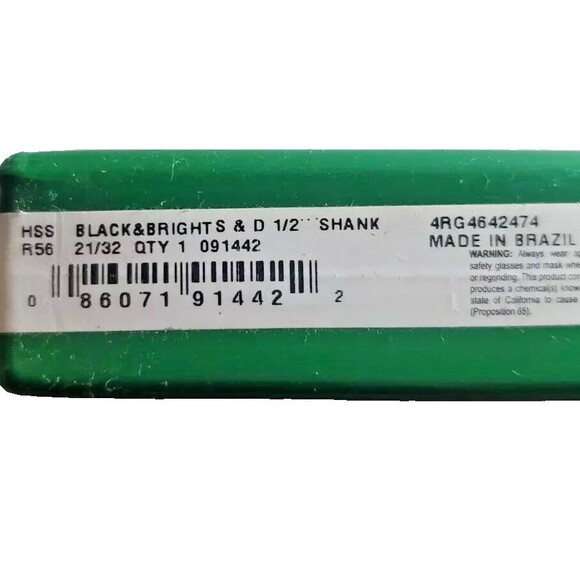 HSS BLACK&BRIGHT S & D 1/2" SHANK
R56 21/32 QTY 1 091442
0 86071 91442 2
4RG4642474
MADE IN BRAZIL
WARNING: Always wear
safety glasses and mask
or regrinding. This product
produces a chemical(s)
state of California to cause
(Proposition 65).